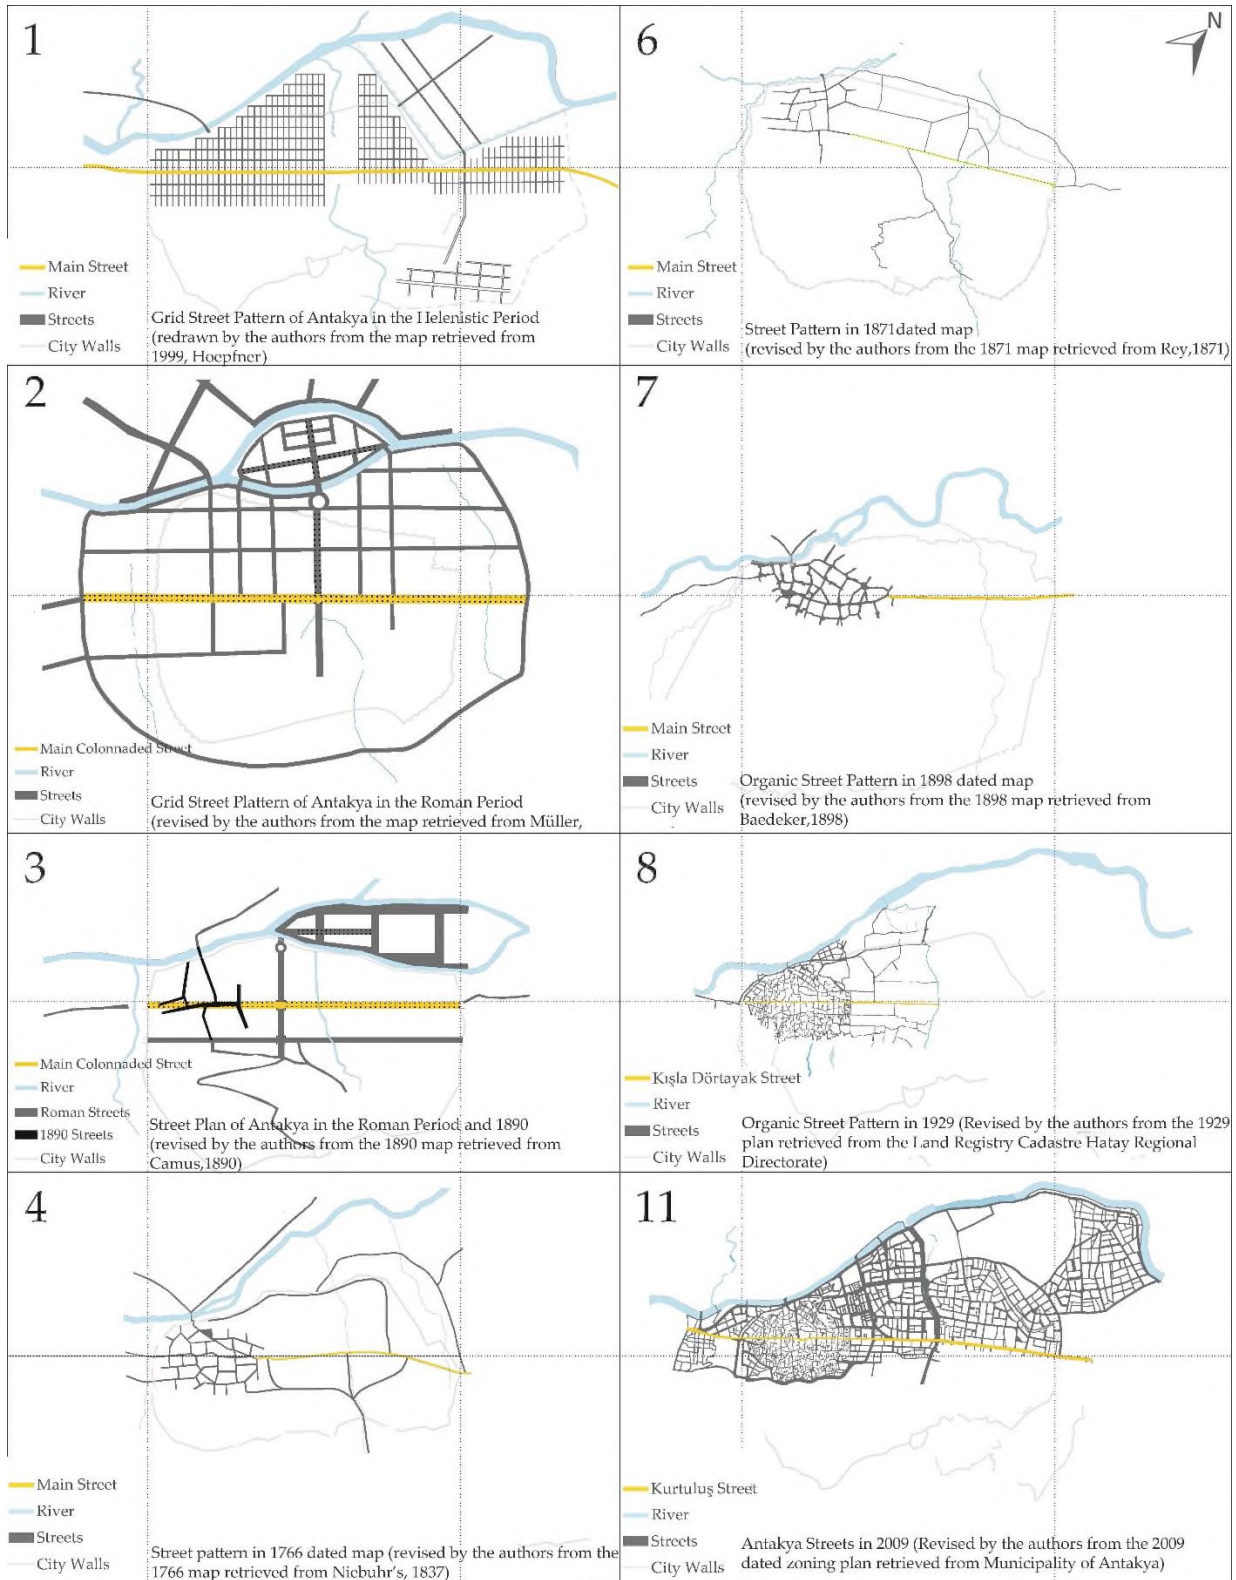 1
Main Street
River
Streets
City Walls
Grid Street Pattern of Antakya in the Helenistic Period
(redrawn by the authors from the map retrieved from
1999, Hoepfner)
2
Main Colonnaded Street
River
Streets
City Walls
Grid Street Plattern of Antakya in the Roman Period
(revised by the authors from the map retrieved from Müller,
3
Main Colonnaded Street
River
Roman Streets
1890 Streets
City Walls
Street Plan of Antakya in the Roman Period and 1890
(revised by the authors from the 1890 map retrieved from
Camus,1890)
4
Main Street
River
Streets
City Walls
Street pattern in 1766 dated map (revised by the authors from the
1766 map retrieved from Niebuhr's, 1837)
6
N
Main Street
River
Streets
City Walls
Street Pattern in 1871dated map
(revised by the authors from the 1871 map retrieved from Rey,1871)
7
Main Street
River
Streets
City Walls
Organic Street Pattern in 1898 dated map
(revised by the authors from the 1898 map retrieved from
Baedeker,1898)
8
Kışla Dörtayak Street
River
Streets
City Walls
Organic Street Pattern in 1929 (Revised by the authors from the 1929
plan retrieved from the Land Registry Cadastre Hatay Regional
Directorate)
11
Kurtuluş Street
River
Streets
City Walls
Antakya Streets in 2009 (Revised by the authors from the 2009
dated zoning plan retrieved from Municipality of Antakya)